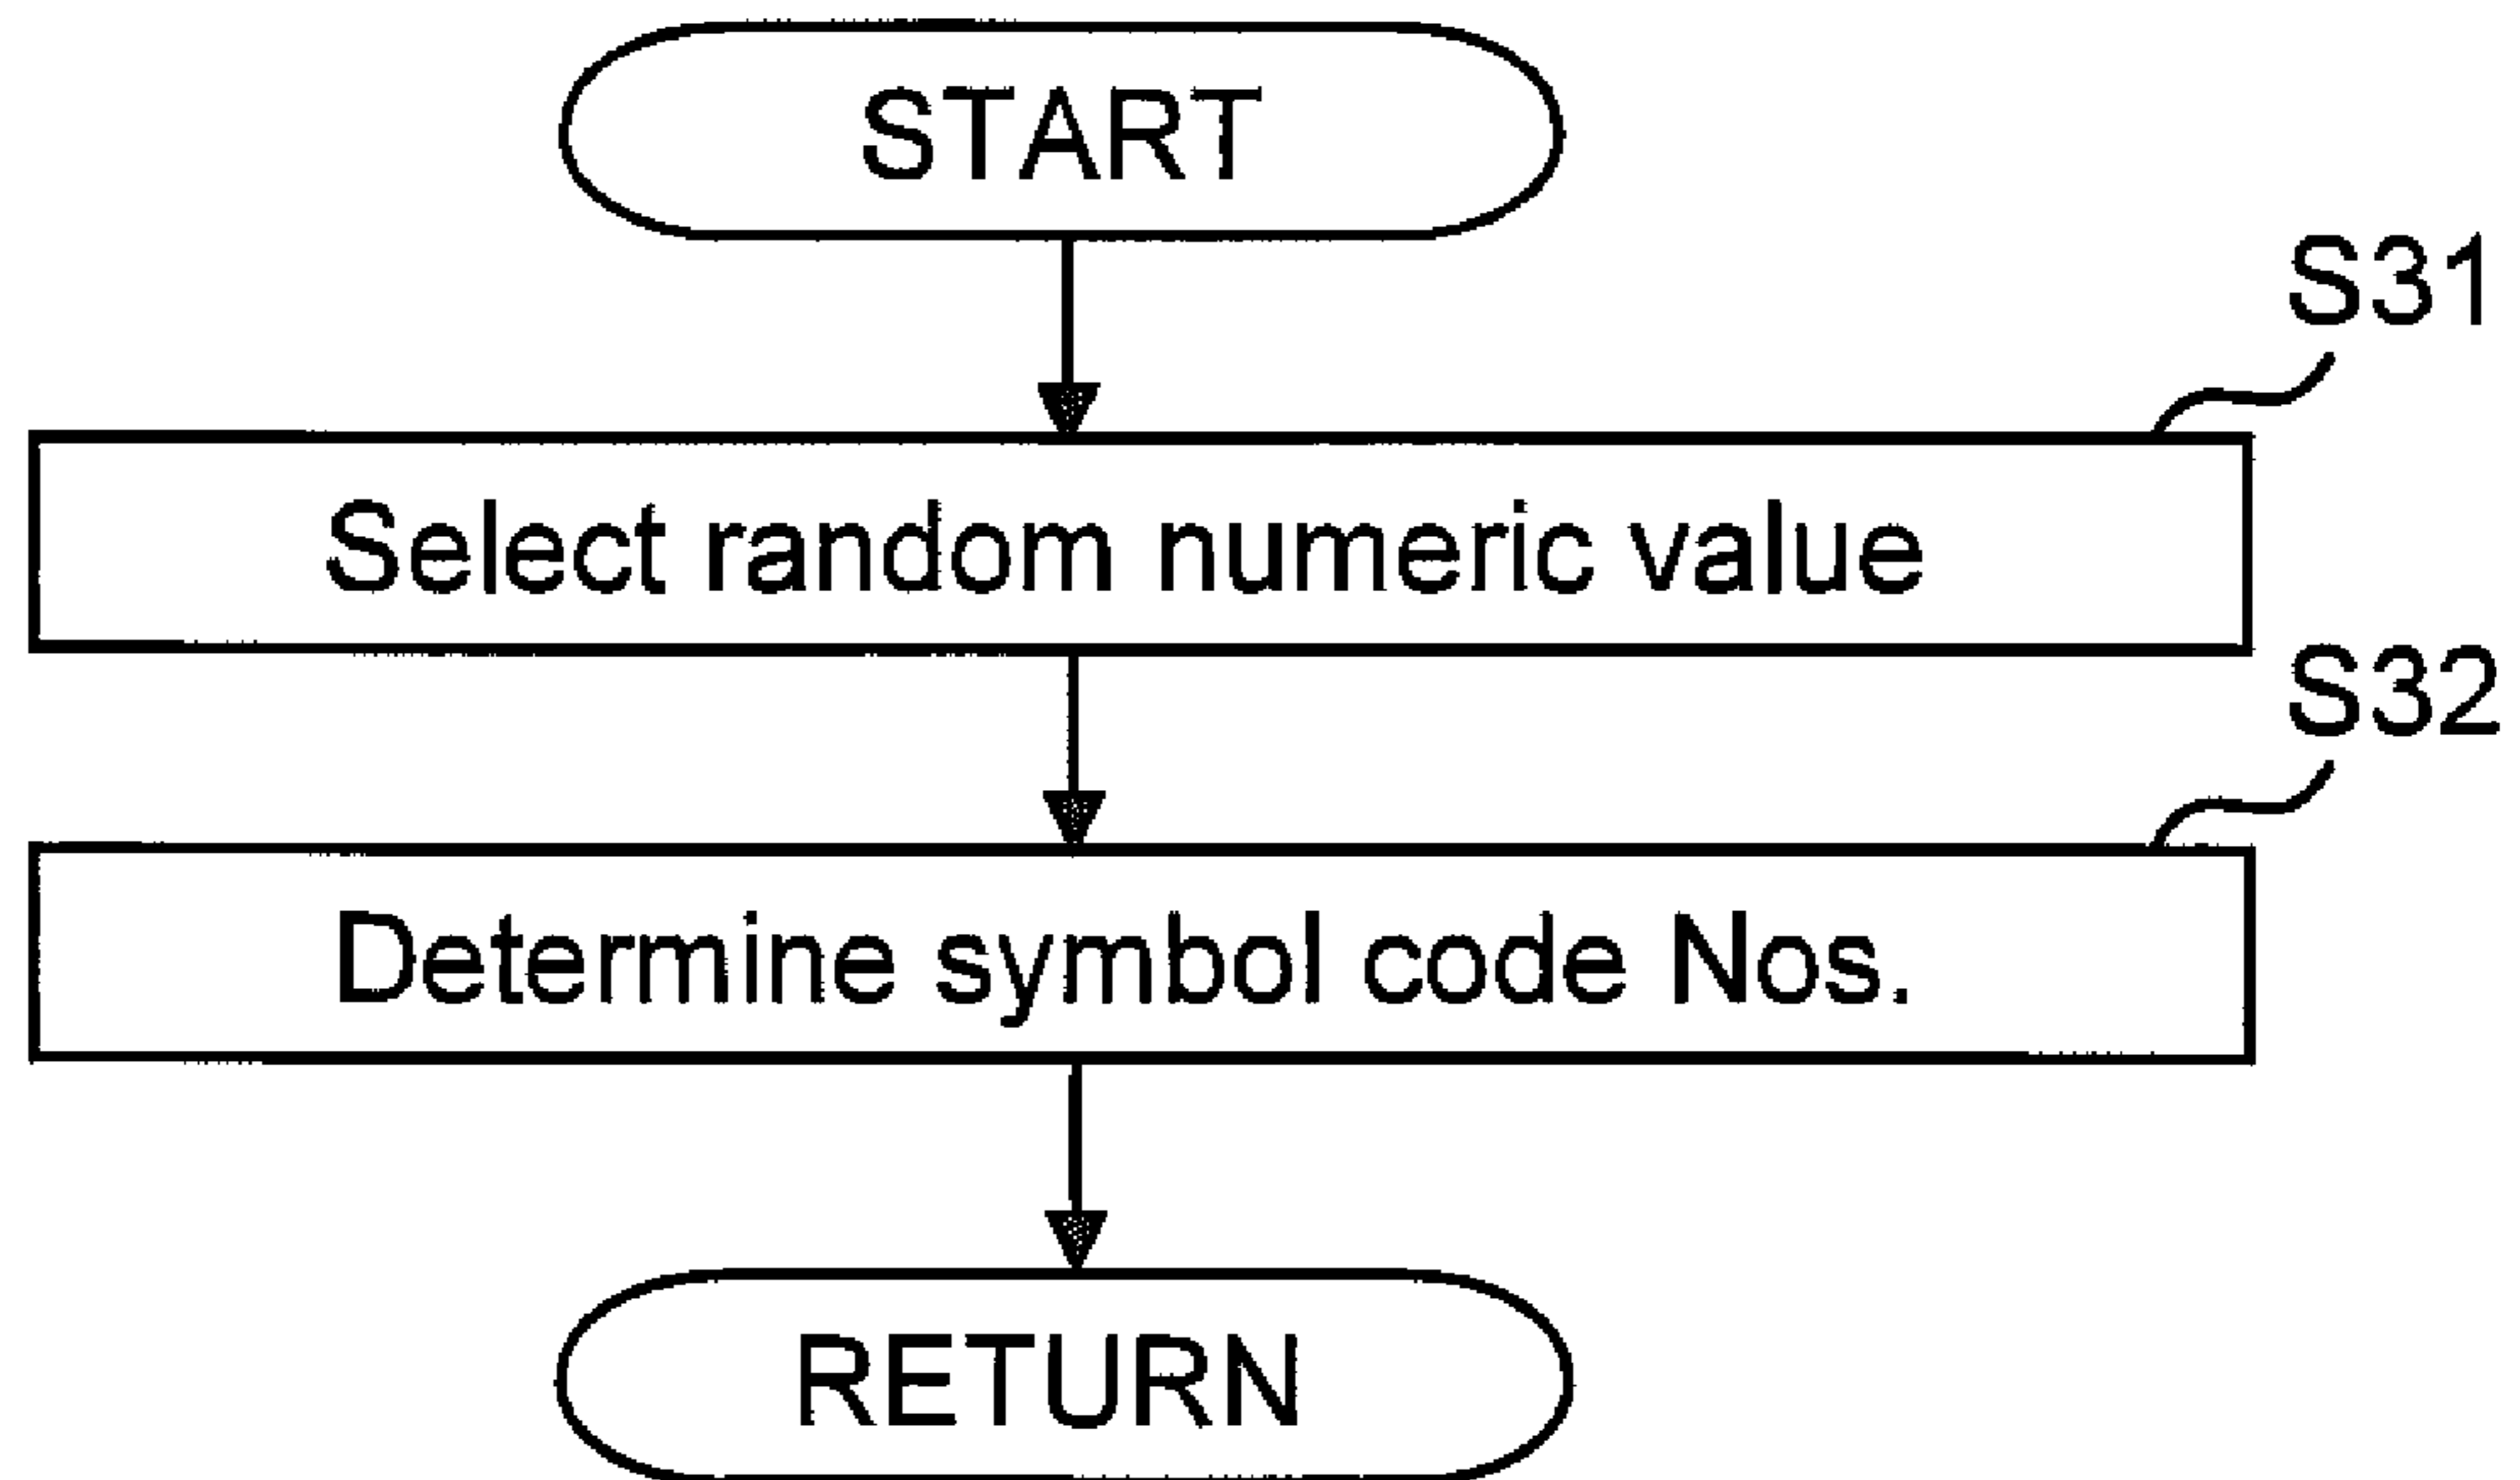 START
S31
Select random numeric value
S32
Determine symbol code Nos.
RETURN